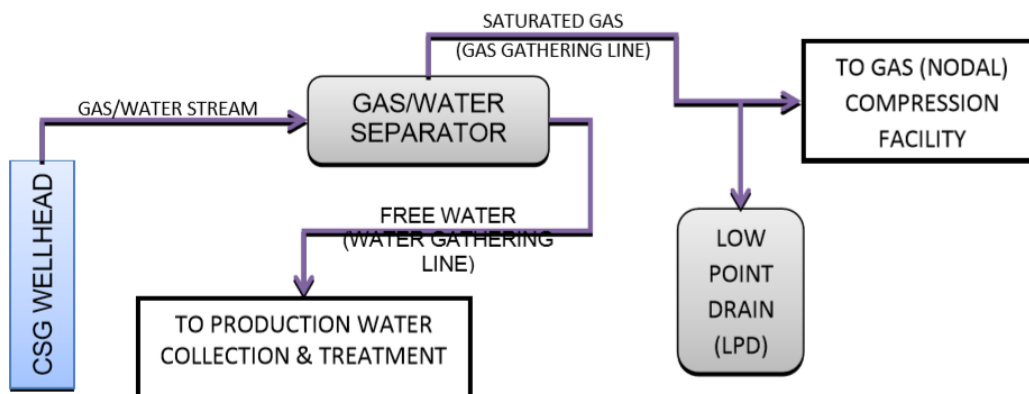 SATURATED GAS
(GAS GATHERING LINE)
TO GAS (NODAL)
COMPRESSION
FACILITY
GAS/WATER STREAM
GAS/WATER
SEPARATOR
CSG WELLHEAD
FREE WATER
(WATER GATHERING
LINE)
LOW
POINT
DRAIN
(LPD)
TO PRODUCTION WATER
COLLECTION & TREATMENT